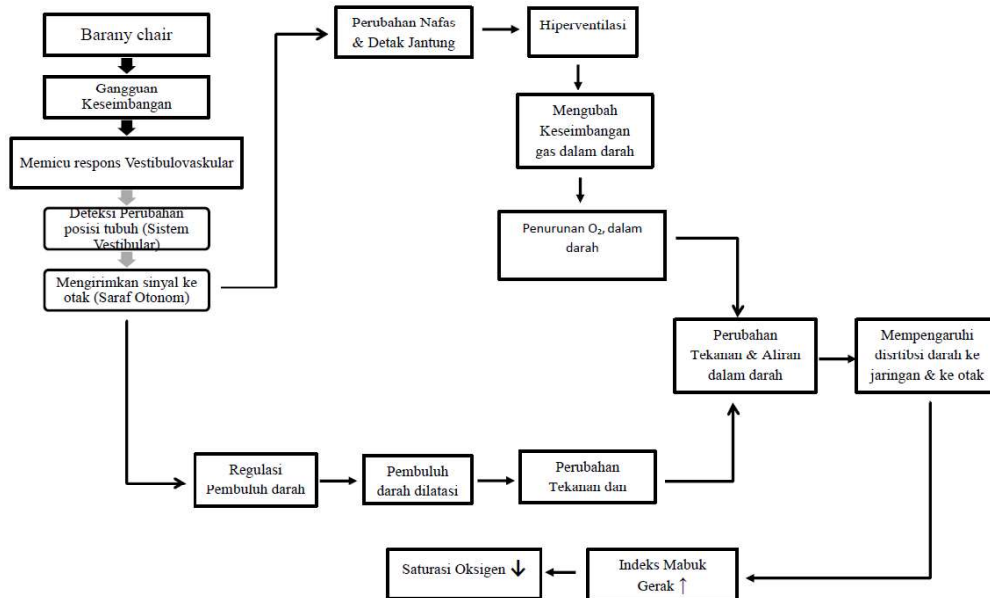 Barany chair
Gangguan
Keseimbangan
Memicu respons Vestibulovaskular
Deteksi Perubahan
posisi tubuh (Sistem
Vestibular)
Mengirimkan sinyal ke
otak (Saraf Otonom)
Perubahan Nafas
& Detak Jantung
Hiperventilasi
Mengubah
Keseimbangan
gas dalam darah
Penurunan O₂, dalam
darah
Perubahan
Tekanan & Aliran
dalam darah
Mempengaruhi
disrtibsi darah ke
jaringan & ke otak
Regulasi
Pembuluh darah
Pembuluh
darah dilatasi
Perubahan
Tekanan dan
Saturasi Oksigen ↓
Indeks Mabuk
Gerak ↑